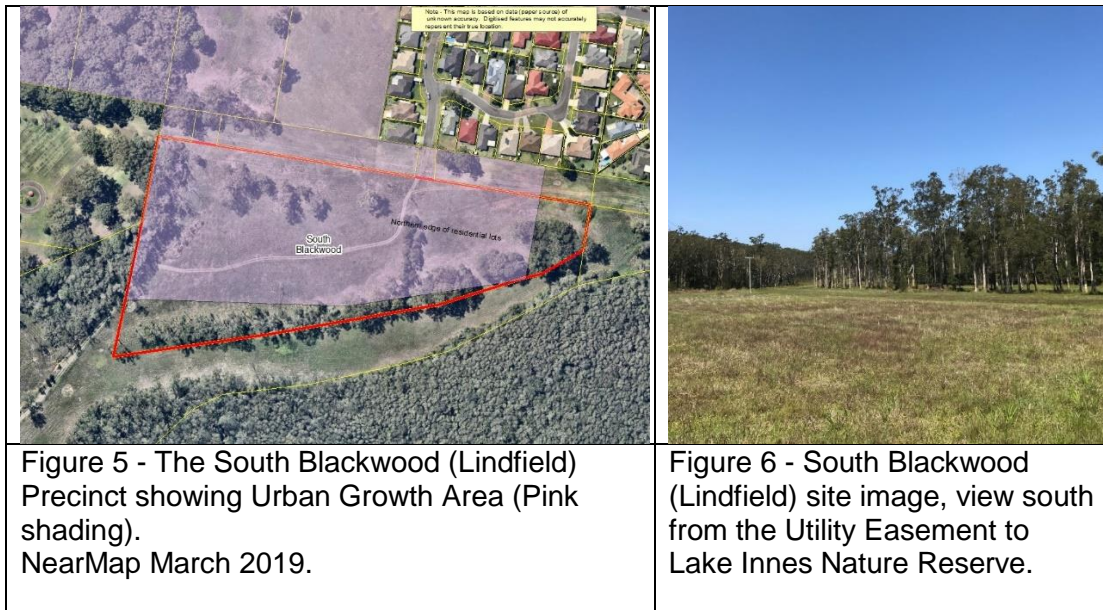 Note - This map is based on data (paper source) of
unknown accuracy. Digitised features may not accurately
represent their true location.
Northern edge of residential lots
South
Blackwood
Figure 5 - The South Blackwood (Lindfield)
Precinct showing Urban Growth Area (Pink
shading).
NearMap March 2019.
Figure 6 - South Blackwood
(Lindfield) site image, view south
from the Utility Easement to
Lake Innes Nature Reserve.